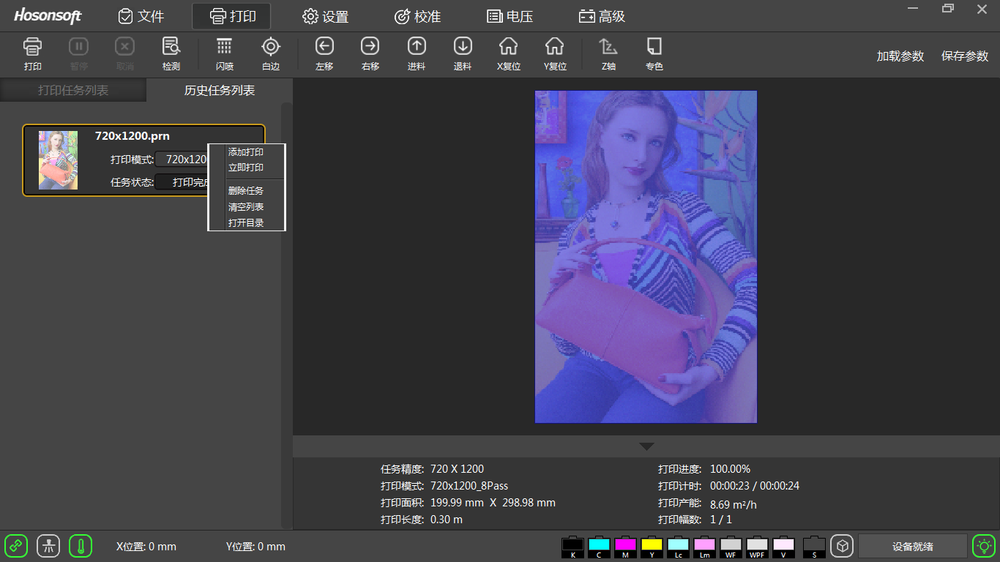 Hosonsoft 文件 打印 设置 校准 电压 高级
打印 暂停 取消 检测 闪喷 白边 左移 右移 进料 退料 X复位 Y复位 Z轴 专色 加载参数 保存参数
打印任务列表 历史任务列表
720x1200.prn
打印模式: 720x1200
任务状态: 打印完
添加打印
立即打印
删除任务
清空列表
打开目录
任务精度: 720 X 1200
打印模式: 720x1200_8Pass
打印面积: 199.99 mm X 298.98 mm
打印长度: 0.30 m
打印进度: 100.00%
打印计时: 00:00:23 / 00:00:24
打印产能: 8.69 m²/h
打印幅数: 1 / 1
X位置: 0 mm Y位置: 0 mm K C M Y Lc Lm WF WPF V S 设备就绪